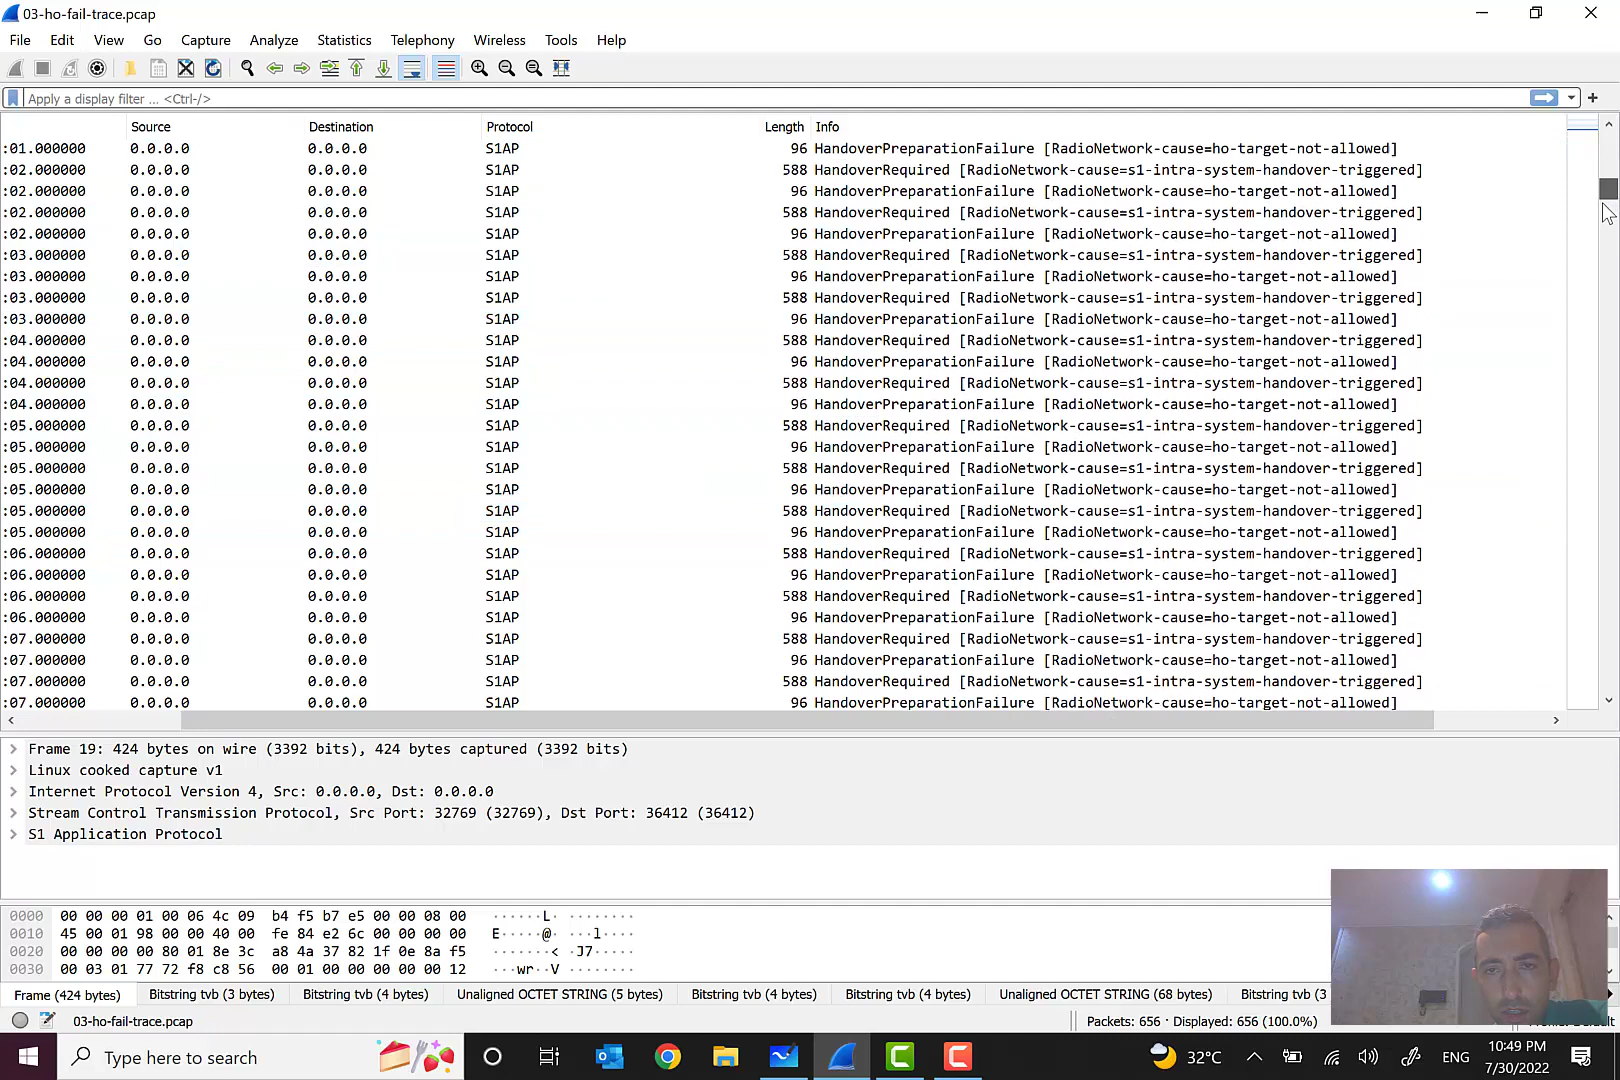 03-ho-fail-trace.pcap
File Edit View Go Capture Analyze Statistics Telephony Wireless Tools Help
Apply a display filter ... <Ctrl-/>
Source Destination Protocol Length Info
:01.000000 0.0.0.0 0.0.0.0 S1AP 96 HandoverPreparationFailure [RadioNetwork-cause=ho-target-not-allowed]
:02.000000 0.0.0.0 0.0.0.0 S1AP 588 HandoverRequired [RadioNetwork-cause=s1-intra-system-handover-triggered]
:02.000000 0.0.0.0 0.0.0.0 S1AP 96 HandoverPreparationFailure [RadioNetwork-cause=ho-target-not-allowed]
:02.000000 0.0.0.0 0.0.0.0 S1AP 588 HandoverRequired [RadioNetwork-cause=s1-intra-system-handover-triggered]
:02.000000 0.0.0.0 0.0.0.0 S1AP 96 HandoverPreparationFailure [RadioNetwork-cause=ho-target-not-allowed]
:03.000000 0.0.0.0 0.0.0.0 S1AP 588 HandoverRequired [RadioNetwork-cause=s1-intra-system-handover-triggered]
:03.000000 0.0.0.0 0.0.0.0 S1AP 96 HandoverPreparationFailure [RadioNetwork-cause=ho-target-not-allowed]
:03.000000 0.0.0.0 0.0.0.0 S1AP 588 HandoverRequired [RadioNetwork-cause=s1-intra-system-handover-triggered]
:03.000000 0.0.0.0 0.0.0.0 S1AP 96 HandoverPreparationFailure [RadioNetwork-cause=ho-target-not-allowed]
:04.000000 0.0.0.0 0.0.0.0 S1AP 588 HandoverRequired [RadioNetwork-cause=s1-intra-system-handover-triggered]
:04.000000 0.0.0.0 0.0.0.0 S1AP 96 HandoverPreparationFailure [RadioNetwork-cause=ho-target-not-allowed]
:04.000000 0.0.0.0 0.0.0.0 S1AP 588 HandoverRequired [RadioNetwork-cause=s1-intra-system-handover-triggered]
:04.000000 0.0.0.0 0.0.0.0 S1AP 96 HandoverPreparationFailure [RadioNetwork-cause=ho-target-not-allowed]
:05.000000 0.0.0.0 0.0.0.0 S1AP 588 HandoverRequired [RadioNetwork-cause=s1-intra-system-handover-triggered]
:05.000000 0.0.0.0 0.0.0.0 S1AP 96 HandoverPreparationFailure [RadioNetwork-cause=ho-target-not-allowed]
:05.000000 0.0.0.0 0.0.0.0 S1AP 588 HandoverRequired [RadioNetwork-cause=s1-intra-system-handover-triggered]
:05.000000 0.0.0.0 0.0.0.0 S1AP 96 HandoverPreparationFailure [RadioNetwork-cause=ho-target-not-allowed]
:05.000000 0.0.0.0 0.0.0.0 S1AP 588 HandoverRequired [RadioNetwork-cause=s1-intra-system-handover-triggered]
:05.000000 0.0.0.0 0.0.0.0 S1AP 96 HandoverPreparationFailure [RadioNetwork-cause=ho-target-not-allowed]
:06.000000 0.0.0.0 0.0.0.0 S1AP 588 HandoverRequired [RadioNetwork-cause=s1-intra-system-handover-triggered]
:06.000000 0.0.0.0 0.0.0.0 S1AP 96 HandoverPreparationFailure [RadioNetwork-cause=ho-target-not-allowed]
:06.000000 0.0.0.0 0.0.0.0 S1AP 588 HandoverRequired [RadioNetwork-cause=s1-intra-system-handover-triggered]
:06.000000 0.0.0.0 0.0.0.0 S1AP 96 HandoverPreparationFailure [RadioNetwork-cause=ho-target-not-allowed]
:07.000000 0.0.0.0 0.0.0.0 S1AP 588 HandoverRequired [RadioNetwork-cause=s1-intra-system-handover-triggered]
:07.000000 0.0.0.0 0.0.0.0 S1AP 96 HandoverPreparationFailure [RadioNetwork-cause=ho-target-not-allowed]
:07.000000 0.0.0.0 0.0.0.0 S1AP 588 HandoverRequired [RadioNetwork-cause=s1-intra-system-handover-triggered]
:07.000000 0.0.0.0 0.0.0.0 S1AP 96 HandoverPreparationFailure [RadioNetwork-cause=ho-target-not-allowed]
Frame 19: 424 bytes on wire (3392 bits), 424 bytes captured (3392 bits)
Linux cooked capture v1
Internet Protocol Version 4, Src: 0.0.0.0, Dst: 0.0.0.0
Stream Control Transmission Protocol, Src Port: 32769 (32769), Dst Port: 36412 (36412)
S1 Application Protocol
0000 00 00 00 01 00 06 4c 09 b4 f5 b7 e5 00 00 08 00 ······L· ········
0010 45 00 01 98 00 00 40 00 fe 84 e2 6c 00 00 00 00 E·····@· ···l····
0020 00 00 00 00 80 01 8e 3c a8 4a 37 82 1f 0e 8a f5 ·······< ·J7·····
0030 00 03 01 77 72 f8 c8 56 00 01 00 00 00 00 00 12 ···wr··V ········
Frame (424 bytes) Bitstring tvb (3 bytes) Bitstring tvb (4 bytes) Unaligned OCTET STRING (5 bytes) Bitstring tvb (4 bytes) Bitstring tvb (4 bytes) Unaligned OCTET STRING (68 bytes) Bitstring tvb (3
03-ho-fail-trace.pcap Packets: 656 · Displayed: 656 (100.0%)
Type here to search 32°C ENG 10:49 PM
7/30/2022